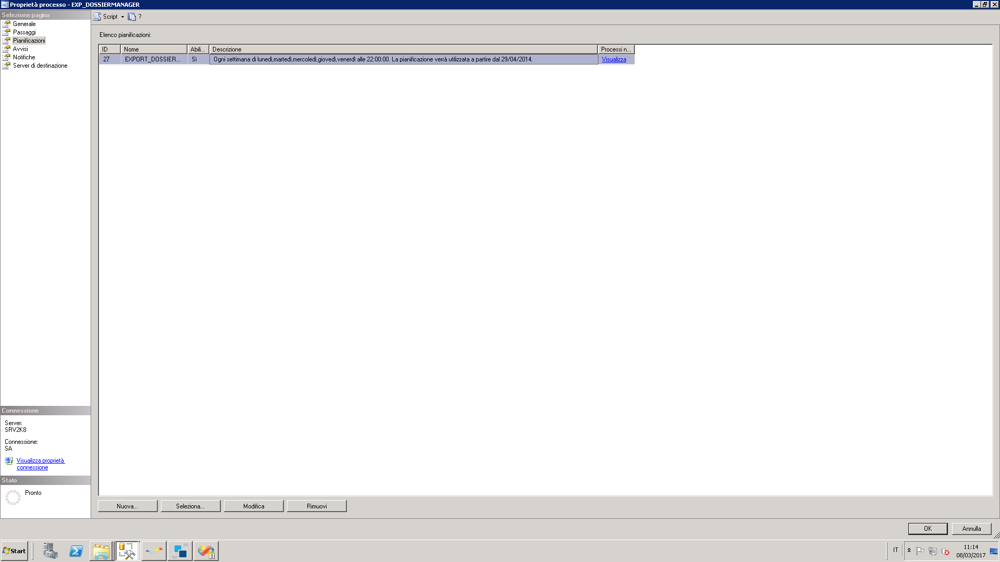 Proprietà processo - EXP_DOSSIERMANAGER
Selezione pagina
Generale
Passaggi
Pianificazioni
Avvisi
Notifiche
Server di destinazione
Script
?
Elenco pianificazioni:
ID Nome Abili... Descrizione Processi n...
27 EXPORT_DOSSIER... Sì Ogni settimana di lunedì,martedì,mercoledì,giovedì,venerdì alle 22:00:00. La pianificazione verrà utilizzata a partire dal 29/04/2014. Visualizza
Connessione
Server:
SRV2K8
Connessione:
SA
Visualizza proprietà
connessione
Stato
Pronto
Nuova... Seleziona... Modifica Rimuovi
OK Annulla
Start
9
IT
11:14
08/03/2017